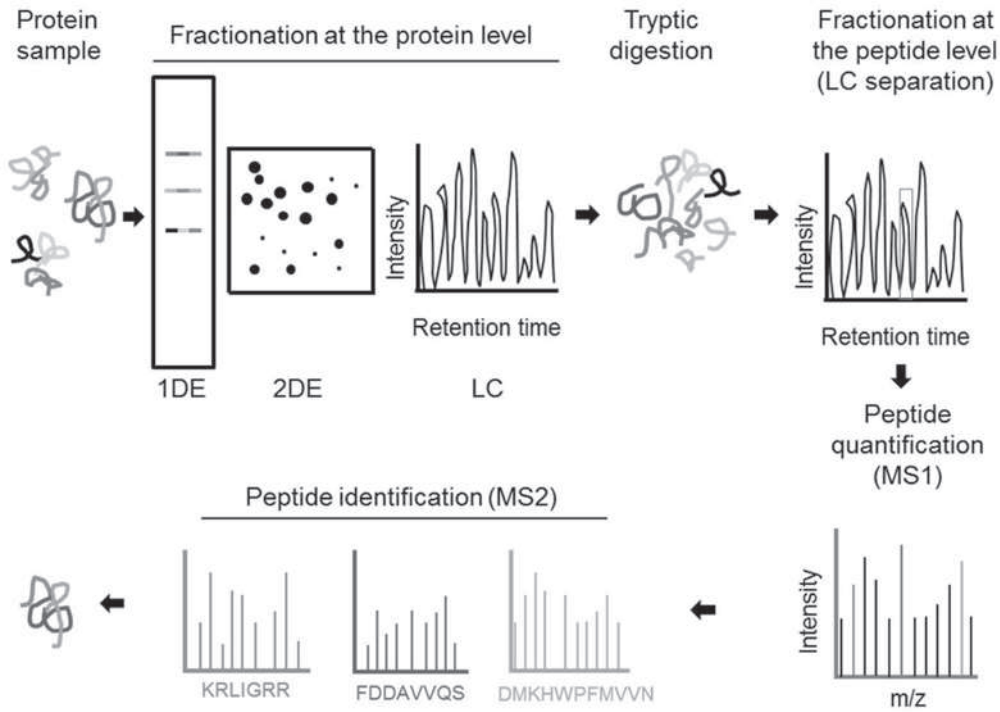 Protein
sample
Fractionation at the protein level
Tryptic
digestion
Fractionation at
the peptide level
(LC separation)
Intensity
Retention time
1DE
2DE
LC
Intensity
Retention time
Peptide
quantification
(MS1)
Intensity
m/z
Peptide identification (MS2)
KRLIGRR
FDDAVVQS
DMKHWPFMVVN